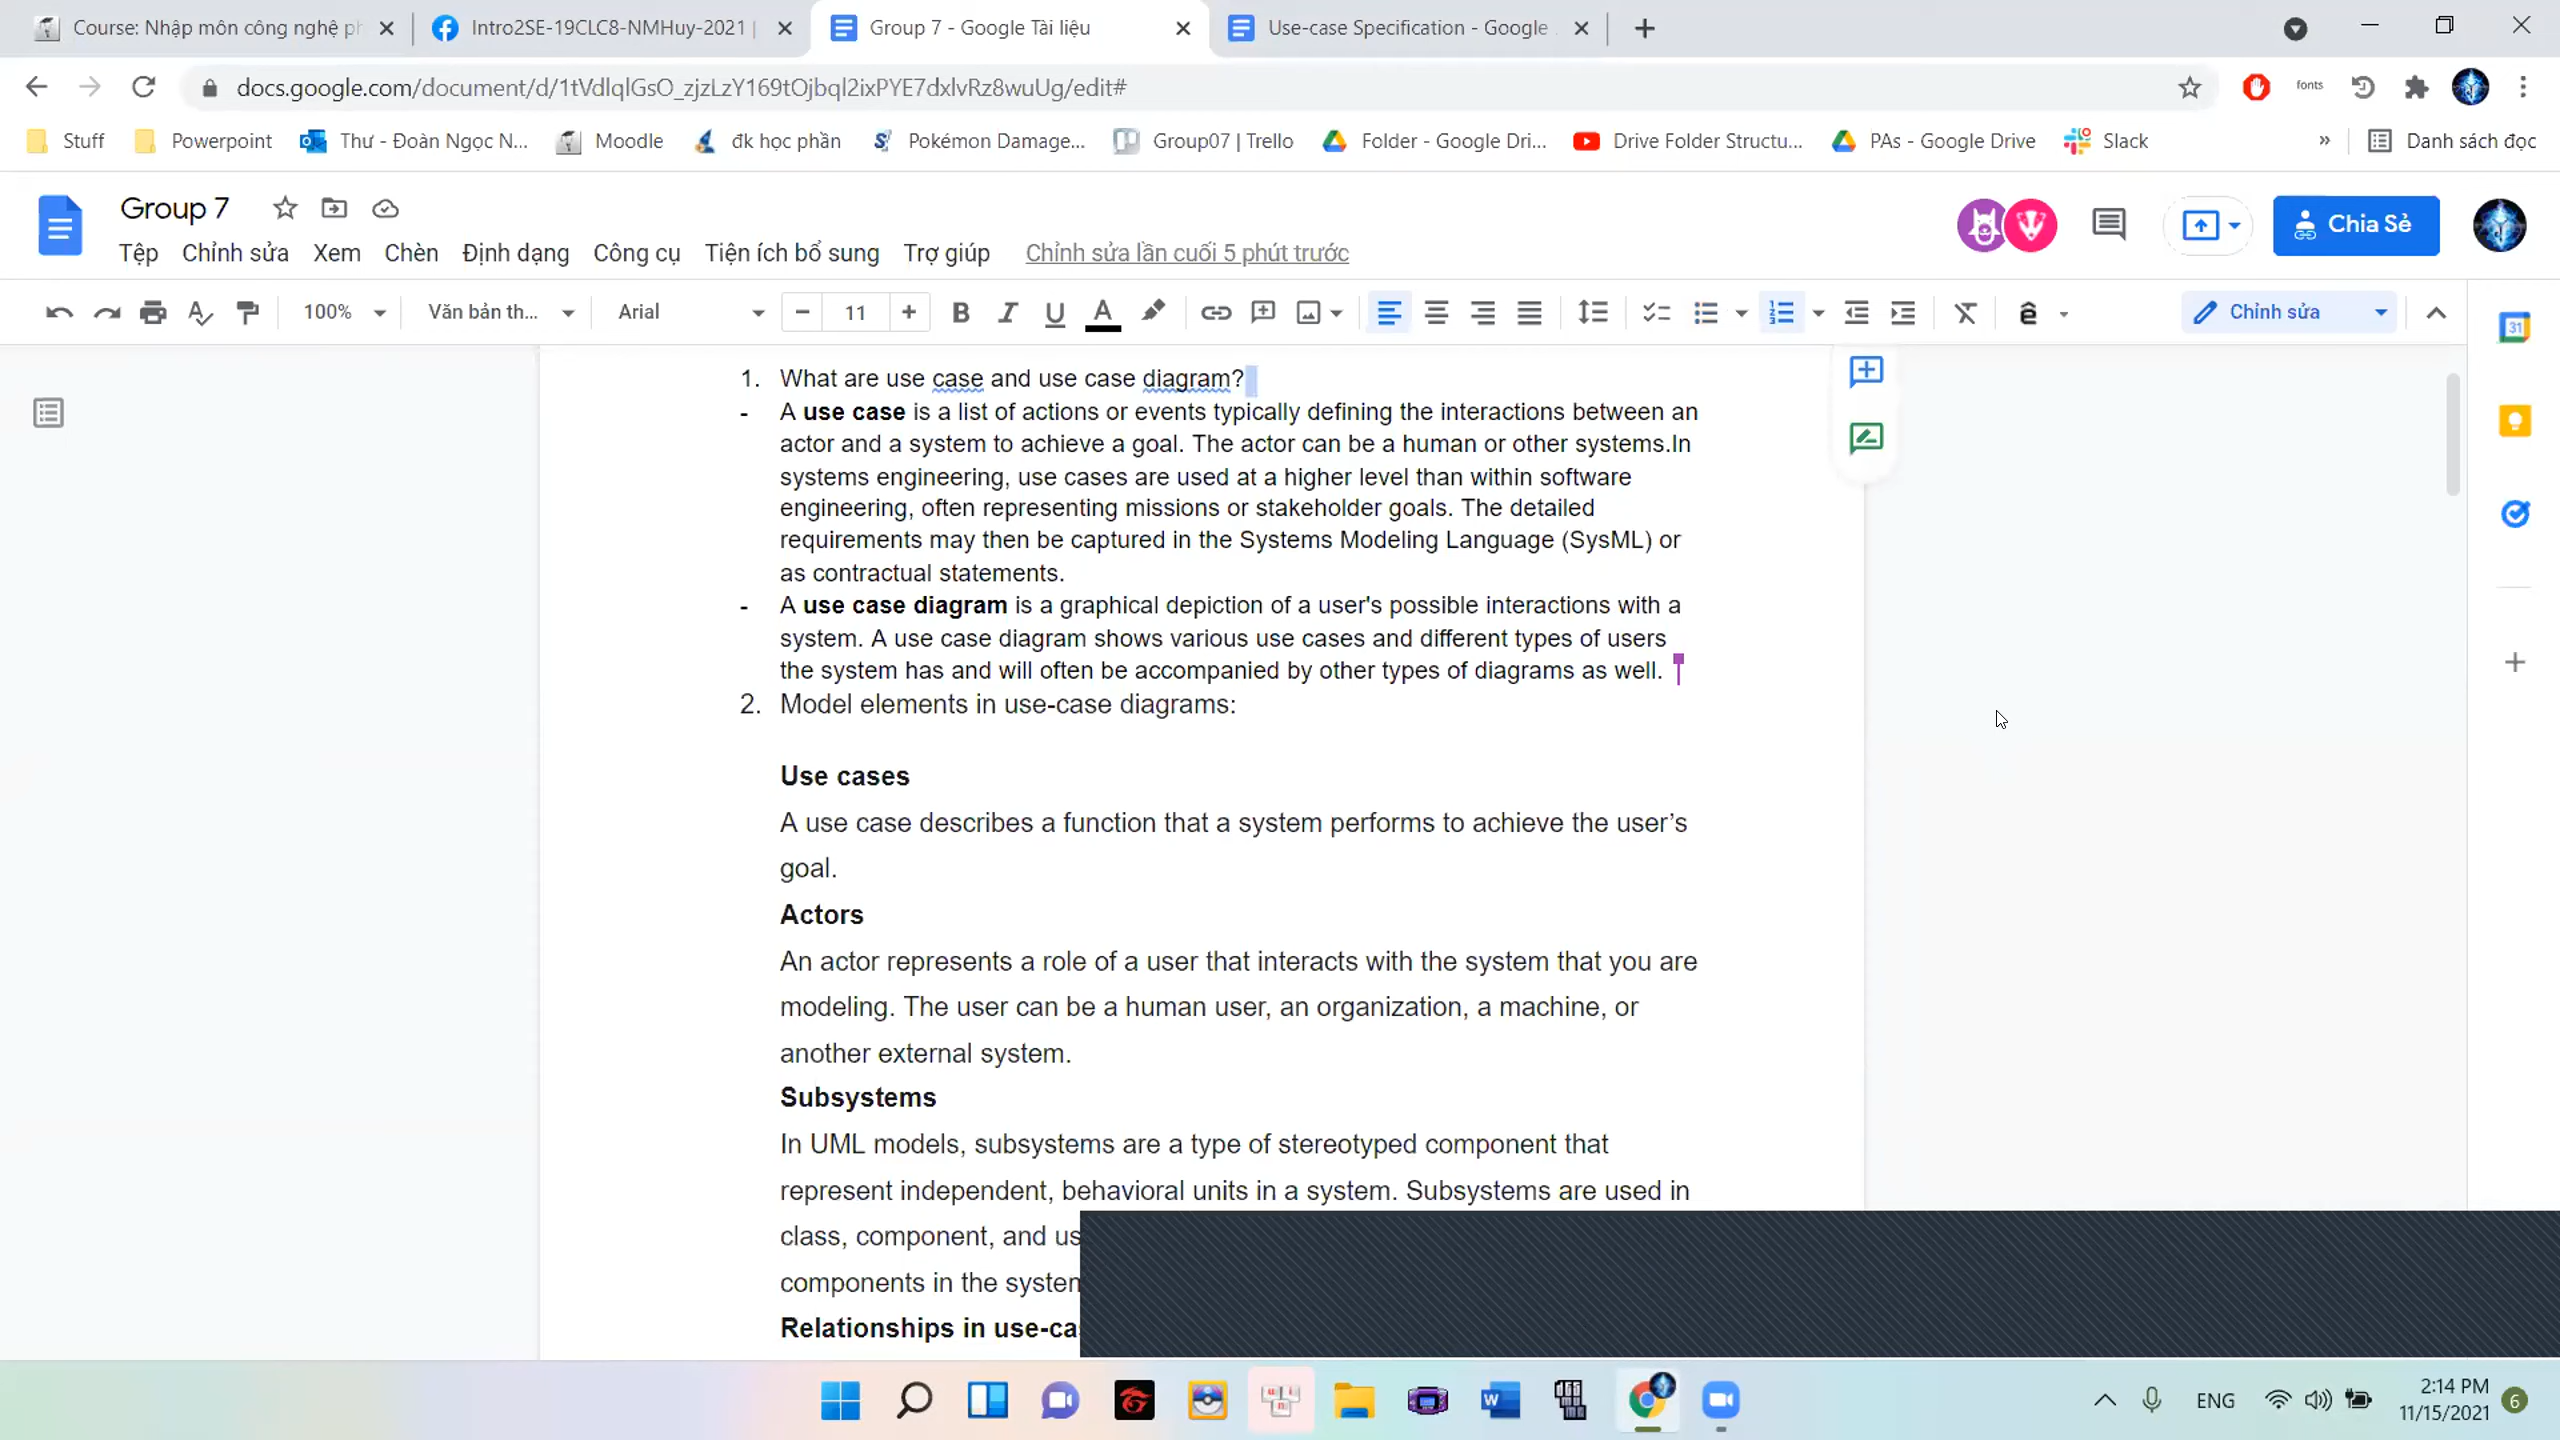 Course: Nhập môn công nghệ ph
Intro2SE-19CLC8-NMHuy-2021 |
Group 7 - Google Tài liệu
Use-case Specification - Google
docs.google.com/document/d/1tVdlqlGsO_zjzLzY169tOjbql2ixPYE7dxlvRz8wuUg/edit#
fonts
Stuff
Powerpoint
Thư - Đoàn Ngọc N...
Moodle
đk học phần
Pokémon Damage...
Group07 | Trello
Folder - Google Dri...
Drive Folder Structu...
PAs - Google Drive
Slack
»
Danh sách đọc
Group 7
Chia Sẻ
Tệp Chỉnh sửa Xem Chèn Định dạng Công cụ Tiện ích bổ sung Trợ giúp Chỉnh sửa lần cuối 5 phút trước
100% Văn bản th... Arial 11 B I U A ê Chỉnh sửa
31
1. What are use case and use case diagram?
- A use case is a list of actions or events typically defining the interactions between an
actor and a system to achieve a goal. The actor can be a human or other systems.In
systems engineering, use cases are used at a higher level than within software
engineering, often representing missions or stakeholder goals. The detailed
requirements may then be captured in the Systems Modeling Language (SysML) or
as contractual statements.
- A use case diagram is a graphical depiction of a user's possible interactions with a
system. A use case diagram shows various use cases and different types of users
the system has and will often be accompanied by other types of diagrams as well.
2. Model elements in use-case diagrams:
Use cases
A use case describes a function that a system performs to achieve the user’s
goal.
Actors
An actor represents a role of a user that interacts with the system that you are
modeling. The user can be a human user, an organization, a machine, or
another external system.
Subsystems
In UML models, subsystems are a type of stereotyped component that
represent independent, behavioral units in a system. Subsystems are used in
class, component, and us
components in the system
Relationships in use-cas
ENG
2:14 PM
11/15/2021
6